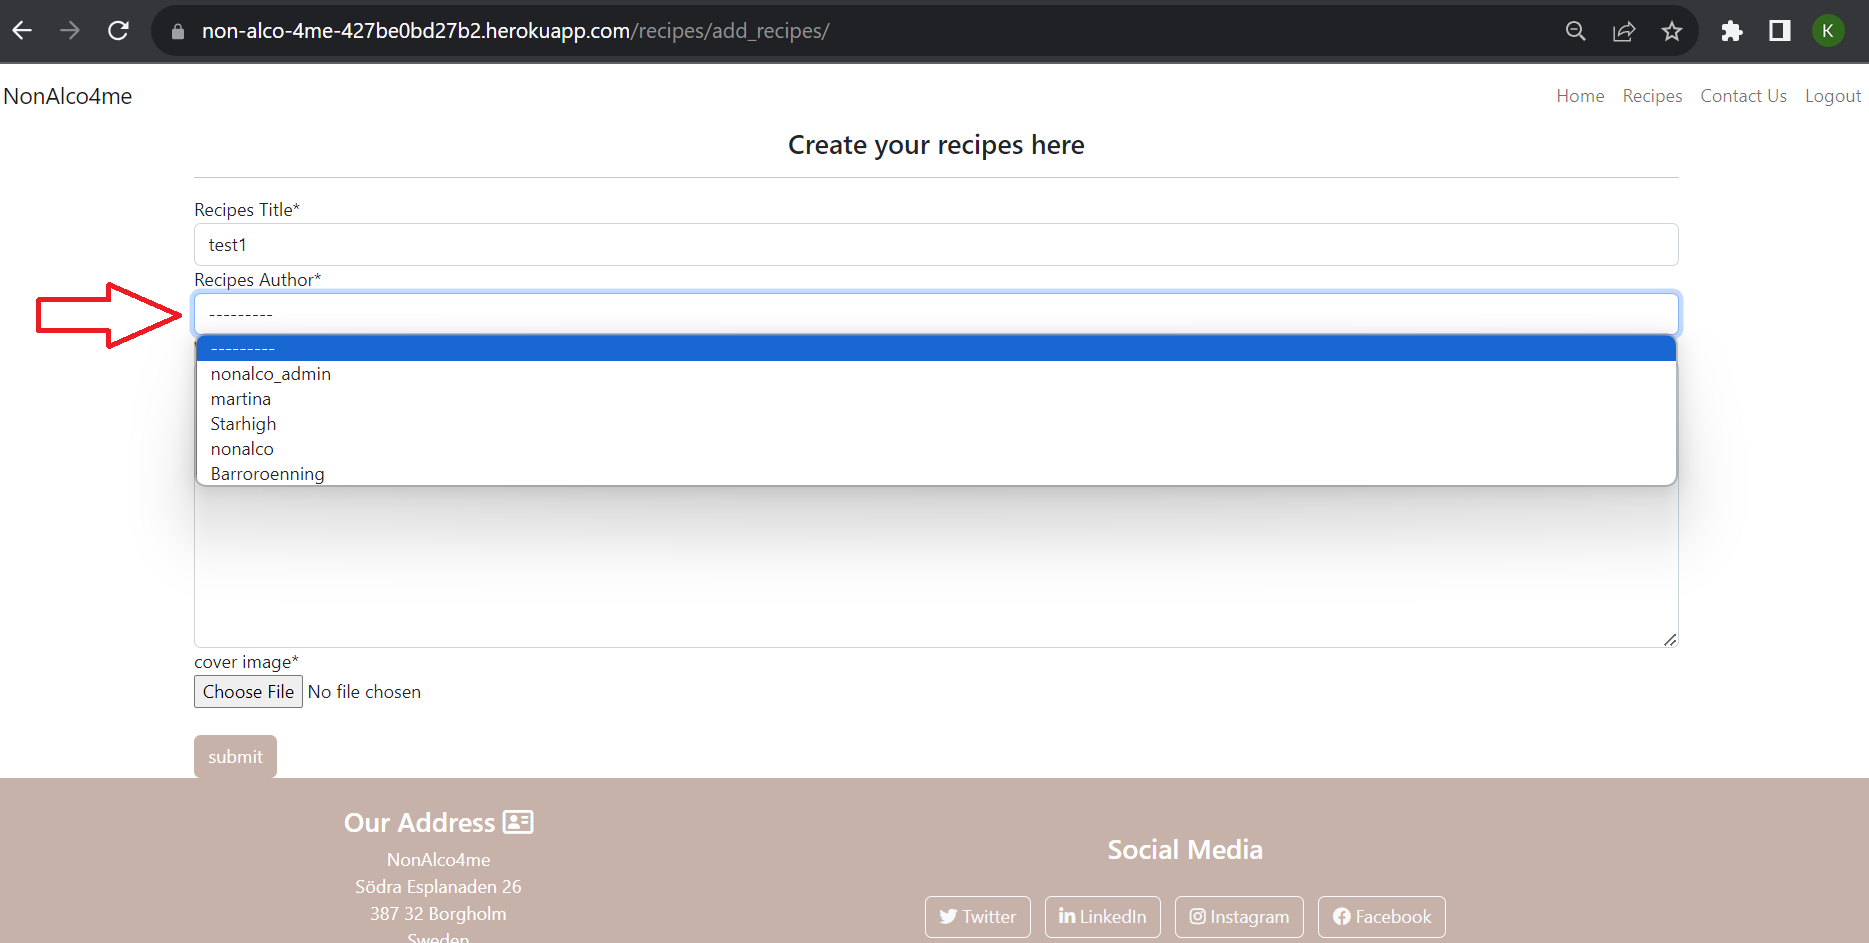 non-alco-4me-427be0bd27b2.herokuapp.com/recipes/add_recipes/
K
NonAlco4me
Home Recipes Contact Us Logout
Create your recipes here
Recipes Title*
test1
Recipes Author*
---------
---------
nonalco_admin
martina
Starhigh
nonalco
Barroroenning
cover image*
Choose File No file chosen
submit
Our Address
NonAlco4me
Södra Esplanaden 26
387 32 Borgholm
Sweden
Social Media
Twitter LinkedIn Instagram Facebook